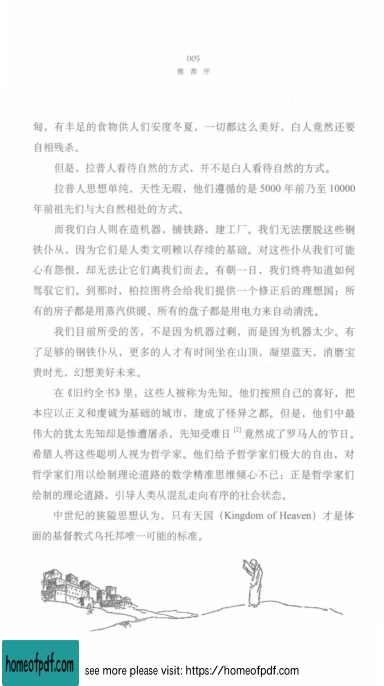 005
推 荐 序
甸，有丰足的食物供人们安度冬夏，一切都这么美好，白人竟然还要
自相残杀。
但是，拉普人看待自然的方式，并不是白人看待自然的方式。
拉普人思想单纯，天性无瑕，他们遵循的是 5000 年前乃至 10000
年前祖先们与大自然相处的方式。
而我们白人则在造机器，铺铁路，建工厂。我们无法摆脱这些钢
铁仆从，因为它们是人类文明赖以存续的基础。对这些仆从我们可能
心有怨恨，却无法让它们离我们而去。有朝一日，我们终将知道如何
驾驭它们。到那时，柏拉图将会给我们提供一个修正后的理想国：所
有的房子都是用蒸汽供暖，所有的盘子都是用电力来自动清洗。
我们目前所受的苦，不是因为机器过剩，而是因为机器太少。有
了足够的钢铁仆从，更多的人才有时间坐在山顶，凝望蓝天，消磨宝
贵时光，幻想美好未来。
在《旧约全书》里，这些人被称为先知。他们按照自己的喜好，把
本应以正义和虔诚为基础的城市，建成了怪异之都。但是，他们中最
伟大的犹太先知却是惨遭屠杀，先知受难日 [2] 竟然成了罗马人的节日。
希腊人将这些聪明人视为哲学家。他们给予哲学家们极大的自由，对
哲学家们用以绘制理论道路的数学精准思维倾心不已；正是哲学家们
绘制的理论道路，引导人类从混乱走向有序的社会状态。
中世纪的狭隘思想认为，只有天国（Kingdom of Heaven）才是体
面的基督教式乌托邦唯一可能的标准。
homeofpdf.com
see more please visit: https://homeofpdf.com